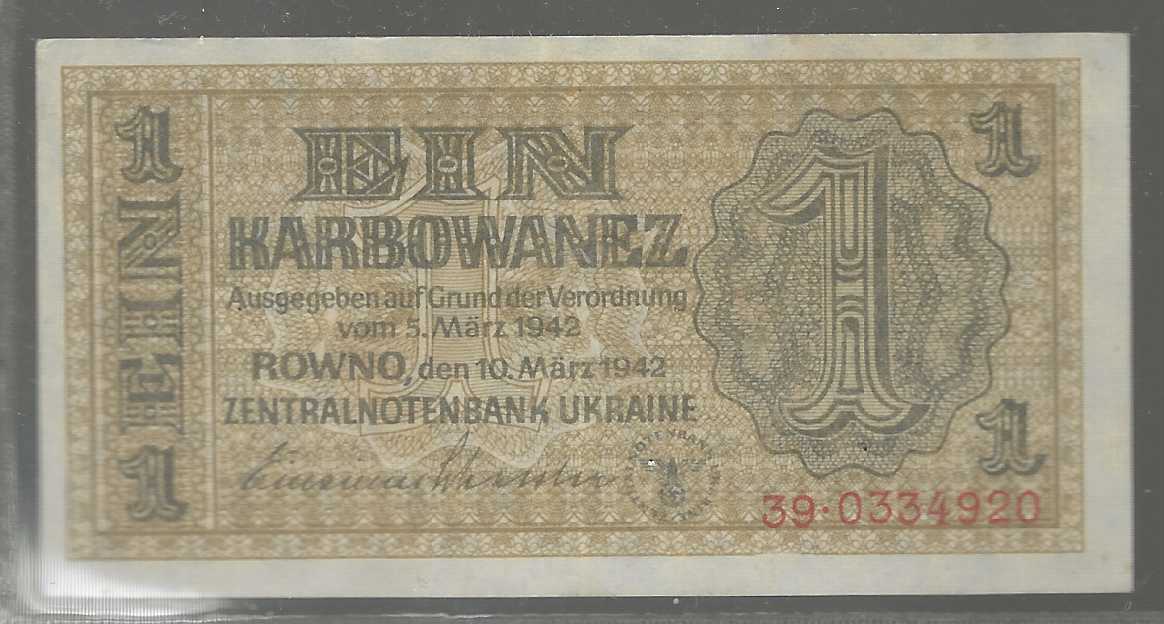 1
EIN
1
EIN
KARBOWANEZ
Ausgegeben auf Grund der Verordnung
vom 5. März 1942
ROWNO, den 10. März 1942
ZENTRALNOTENBANK UKRAINE
1
1
1
39·0334920